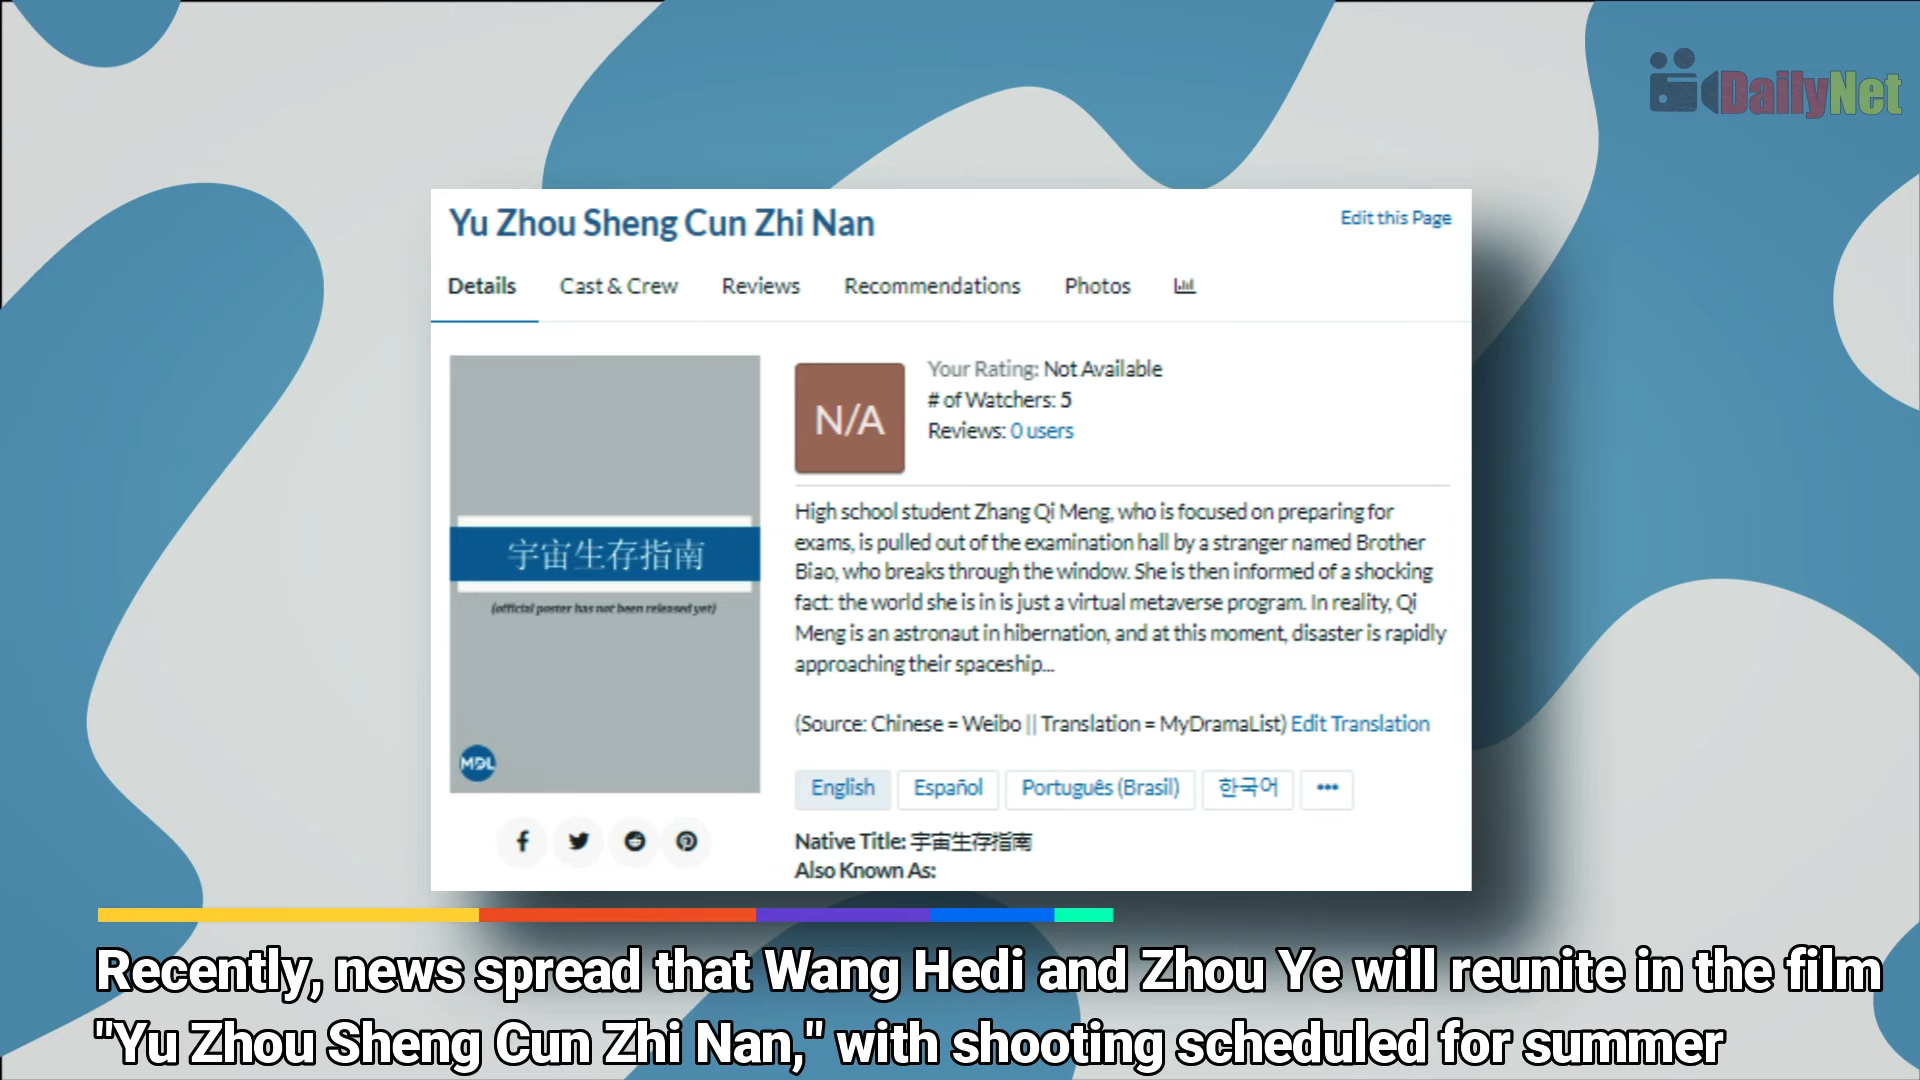 DailyNet
Yu Zhou Sheng Cun Zhi Nan
Edit this Page
Details Cast & Crew Reviews Recommendations Photos
N/A
Your Rating: Not Available
# of Watchers: 5
Reviews: 0 users
宇宙生存指南
(official poster has not been released yet)
MDL
High school student Zhang Qi Meng, who is focused on preparing for
exams, is pulled out of the examination hall by a stranger named Brother
Biao, who breaks through the window. She is then informed of a shocking
fact: the world she is in is just a virtual metaverse program. In reality, Qi
Meng is an astronaut in hibernation, and at this moment, disaster is rapidly
approaching their spaceship...
(Source: Chinese = Weibo || Translation = MyDramaList) Edit Translation
English Español Português (Brasil) 한국어 •••
Native Title: 宇宙生存指南
Also Known As:
Recently, news spread that Wang Hedi and Zhou Ye will reunite in the film
"Yu Zhou Sheng Cun Zhi Nan," with shooting scheduled for summer